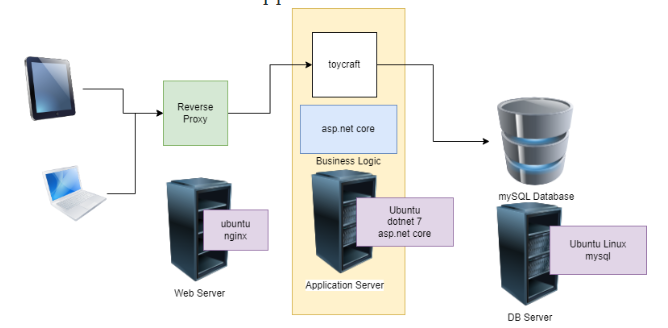 toycraft
Reverse
Proxy
asp.net core
Business Logic
mySQL Database
ubuntu
nginx
Ubuntu
dotnet 7
asp.net core
Ubuntu Linux
mysql
Web Server
Application Server
DB Server